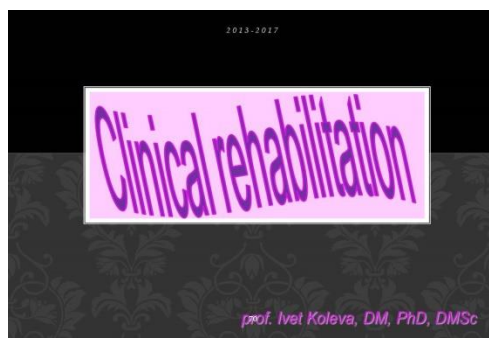 2013-2017
Clinical rehabilitation
prof. Ivet Koleva, DM, PhD, DMSc